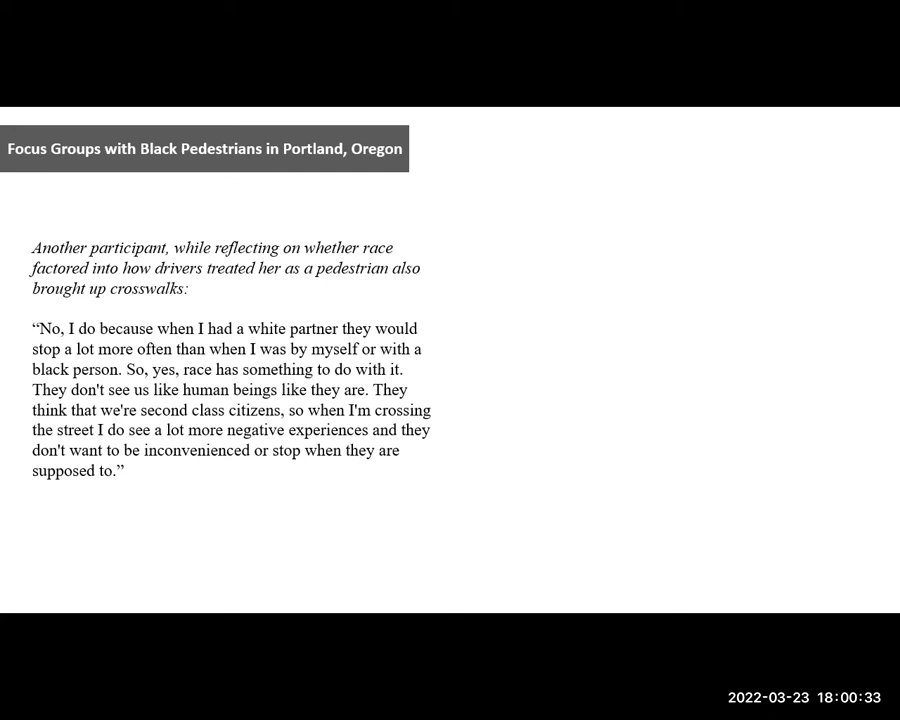 Focus Groups with Black Pedestrians in Portland, Oregon
Another participant, while reflecting on whether race
factored into how drivers treated her as a pedestrian also
brought up crosswalks:
“No, I do because when I had a white partner they would
stop a lot more often than when I was by myself or with a
black person. So, yes, race has something to do with it.
They don't see us like human beings like they are. They
think that we're second class citizens, so when I'm crossing
the street I do see a lot more negative experiences and they
don't want to be inconvenienced or stop when they are
supposed to.”
2022-03-23 18:00:33